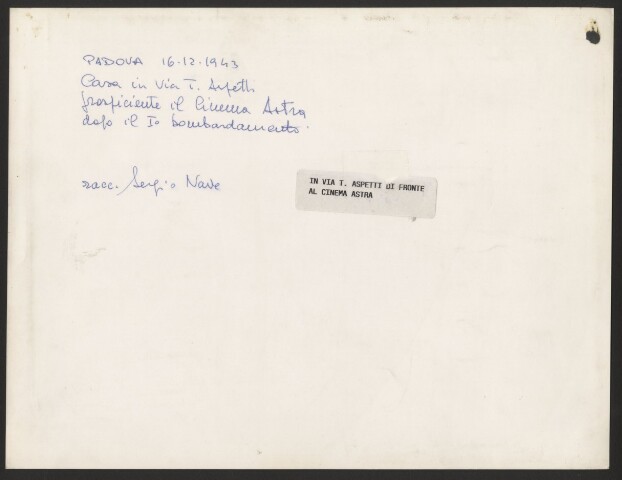 PADOVA 16-12-1943
Casa in Via T. Aspetti
prospiciente il Cinema Astra
dopo il Iº bombardamento.
racc. Sergio Nave
IN VIA T. ASPETTI DI FRONTE
AL CINEMA ASTRA